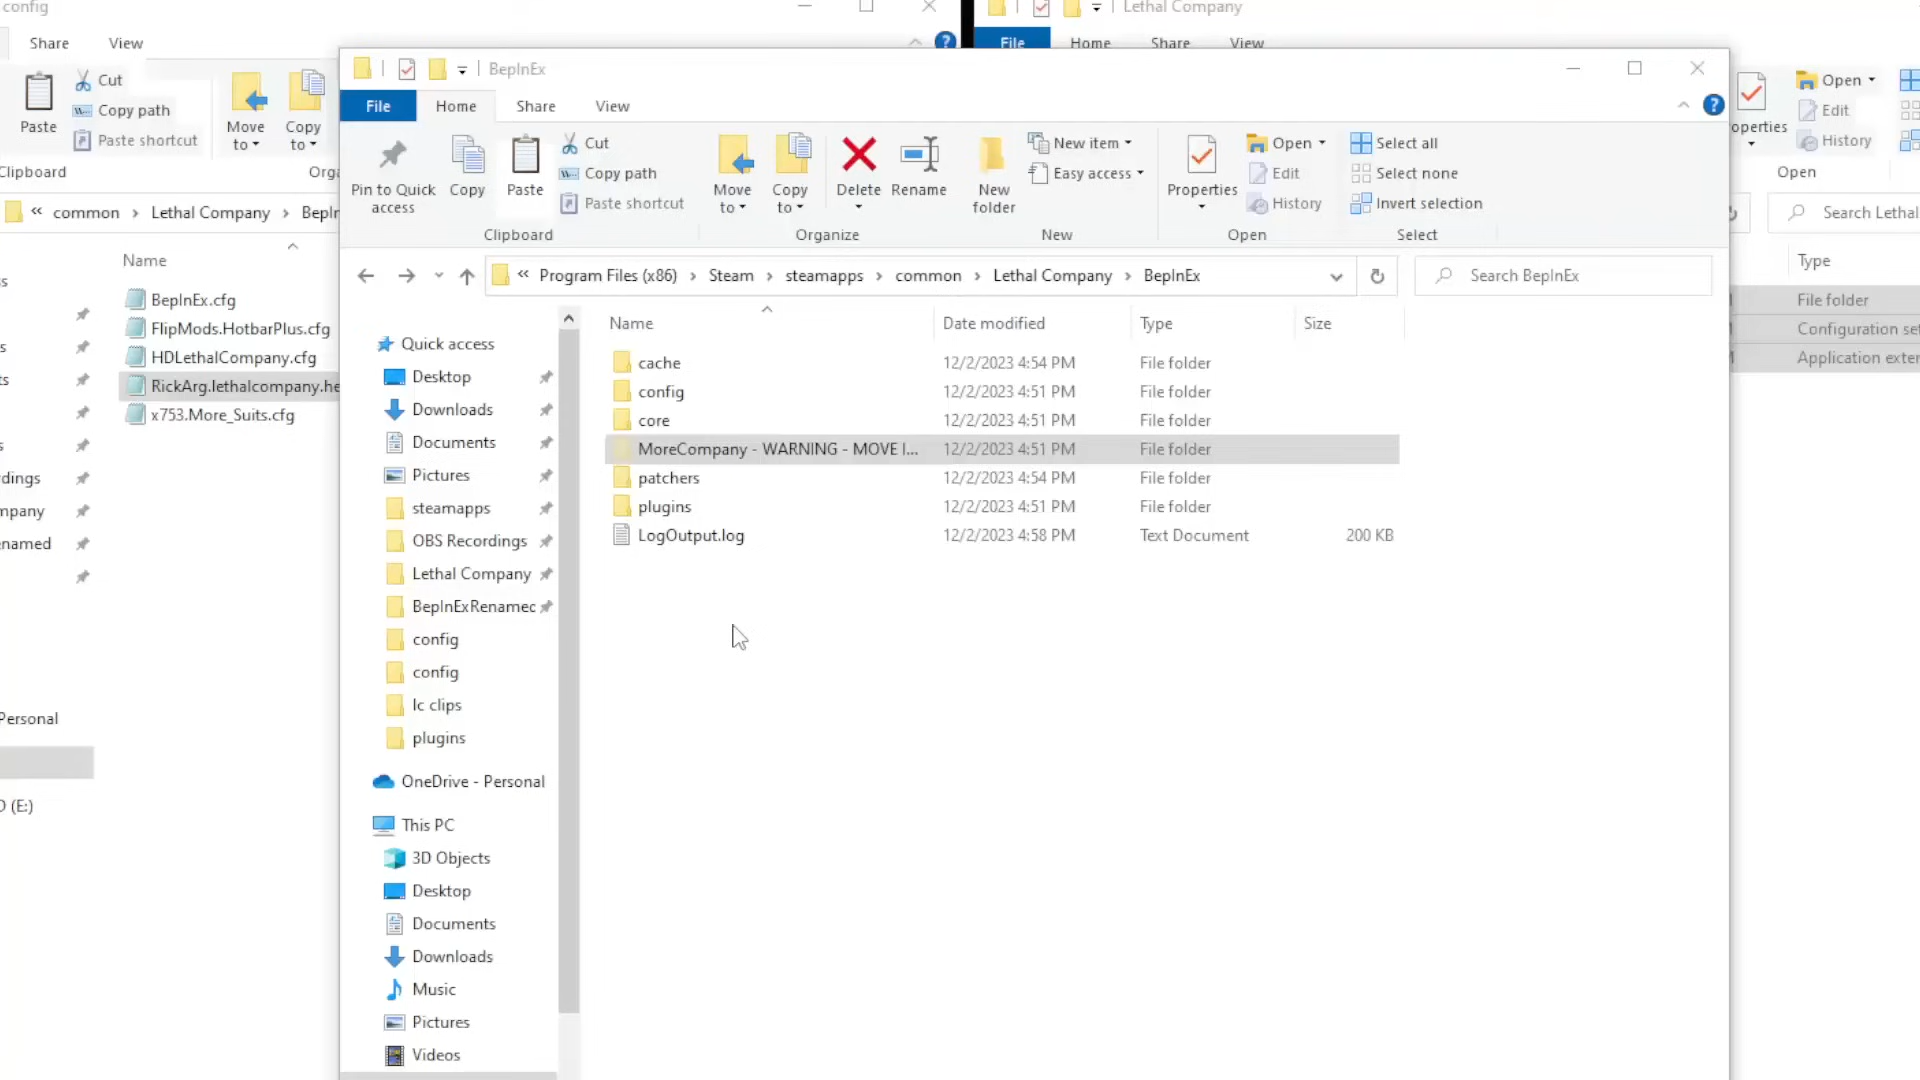 config
Share View
Paste
Cut
Copy path
Paste shortcut
Move to
Copy to
Clipboard
« common › Lethal Company ›
Name
BepInEx.cfg
FlipMods.HotbarPlus.cfg
HDLethalCompany.cfg
RickArg.lethalcompany.he
x753.More_Suits.cfg
Personal
(E:)
Lethal Company
File Home Share View
BepInEx
File Home Share View
Pin to Quick access
Copy
Paste
Cut
Copy path
Paste shortcut
Clipboard
Move to
Copy to
Delete
Rename
Organize
New folder
New item
Easy access
New
Properties
Open
Edit
History
Open
Select all
Select none
Invert selection
Select
« Program Files (x86) › Steam › steamapps › common › Lethal Company › BepInEx
Search BepInEx
Quick access
Desktop
Downloads
Documents
Pictures
steamapps
OBS Recordings
Lethal Company
BepInExRenamec
config
config
lc clips
plugins
OneDrive - Personal
This PC
3D Objects
Desktop
Documents
Downloads
Music
Pictures
Videos
Name Date modified Type Size
cache 12/2/2023 4:54 PM File folder
config 12/2/2023 4:51 PM File folder
core 12/2/2023 4:51 PM File folder
MoreCompany - WARNING - MOVE I... 12/2/2023 4:51 PM File folder
patchers 12/2/2023 4:54 PM File folder
plugins 12/2/2023 4:51 PM File folder
LogOutput.log 12/2/2023 4:58 PM Text Document 200 KB
Open
Edit
History
Open
Search Lethal
Type
File folder
Configuration set
Application exter